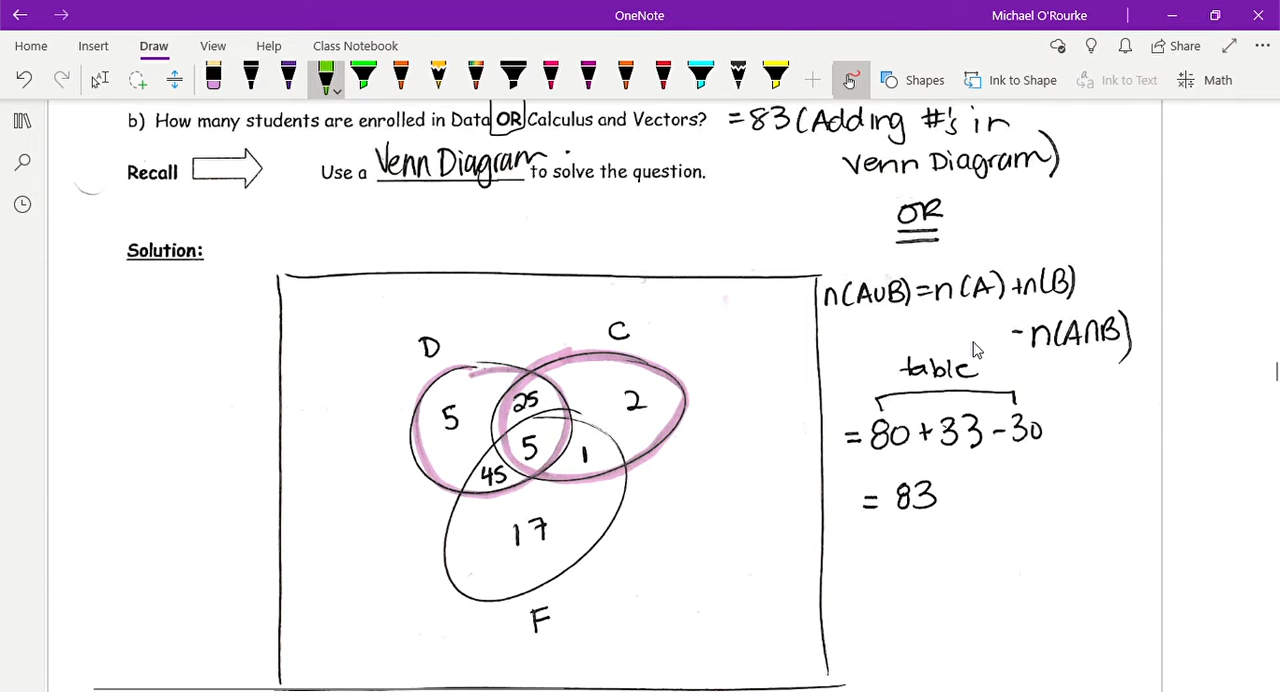 OneNote
Michael O'Rourke
Home Insert Draw View Help Class Notebook
Share
Shapes Ink to Shape Ink to Text Math
b) How many students are enrolled in Data OR Calculus and Vectors? = 83 (Adding #'s in
Venn Diagram)
Recall Use a Venn Diagram to solve the question.
OR
Solution:
n(A∪B) = n(A) + n(B)
- n(A∩B)
table
= 80 + 33 - 30
= 83
D
C
5
25
2
5
1
45
17
F